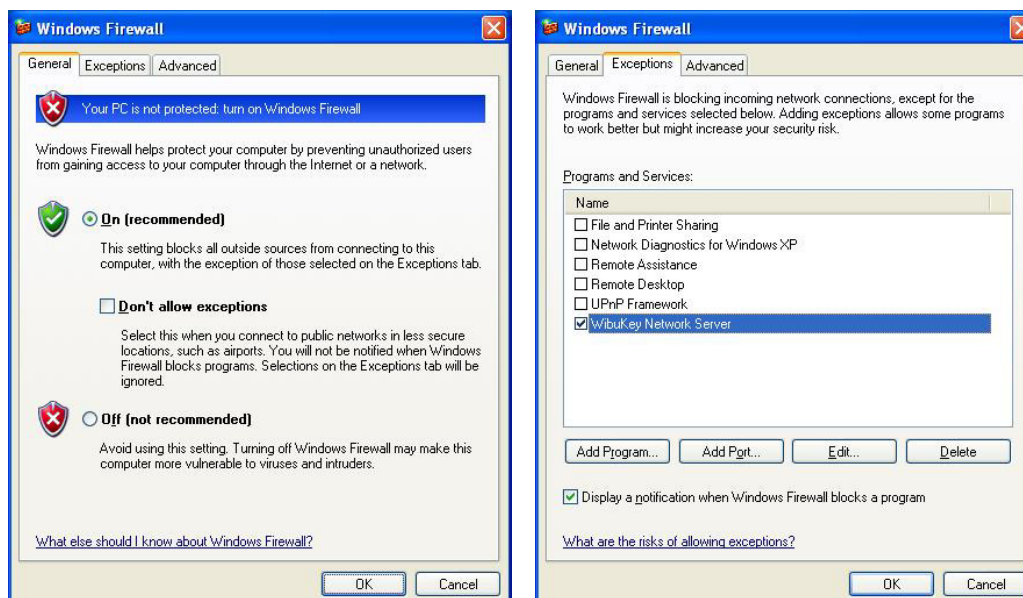 Windows Firewall
General Exceptions Advanced
Your PC is not protected: turn on Windows Firewall
Windows Firewall helps protect your computer by preventing unauthorized users
from gaining access to your computer through the Internet or a network.
On (recommended)
This setting blocks all outside sources from connecting to this
computer, with the exception of those selected on the Exceptions tab.
Don't allow exceptions
Select this when you connect to public networks in less secure
locations, such as airports. You will not be notified when Windows
Firewall blocks programs. Selections on the Exceptions tab will be
ignored.
Off (not recommended)
Avoid using this setting. Turning off Windows Firewall may make this
computer more vulnerable to viruses and intruders.
What else should I know about Windows Firewall?
OK Cancel
Windows Firewall
General Exceptions Advanced
Windows Firewall is blocking incoming network connections, except for the
programs and services selected below. Adding exceptions allows some programs
to work better but might increase your security risk.
Programs and Services:
Name
File and Printer Sharing
Network Diagnostics for Windows XP
Remote Assistance
Remote Desktop
UPnP Framework
WibuKey Network Server
Add Program... Add Port... Edit... Delete
Display a notification when Windows Firewall blocks a program
What are the risks of allowing exceptions?
OK Cancel